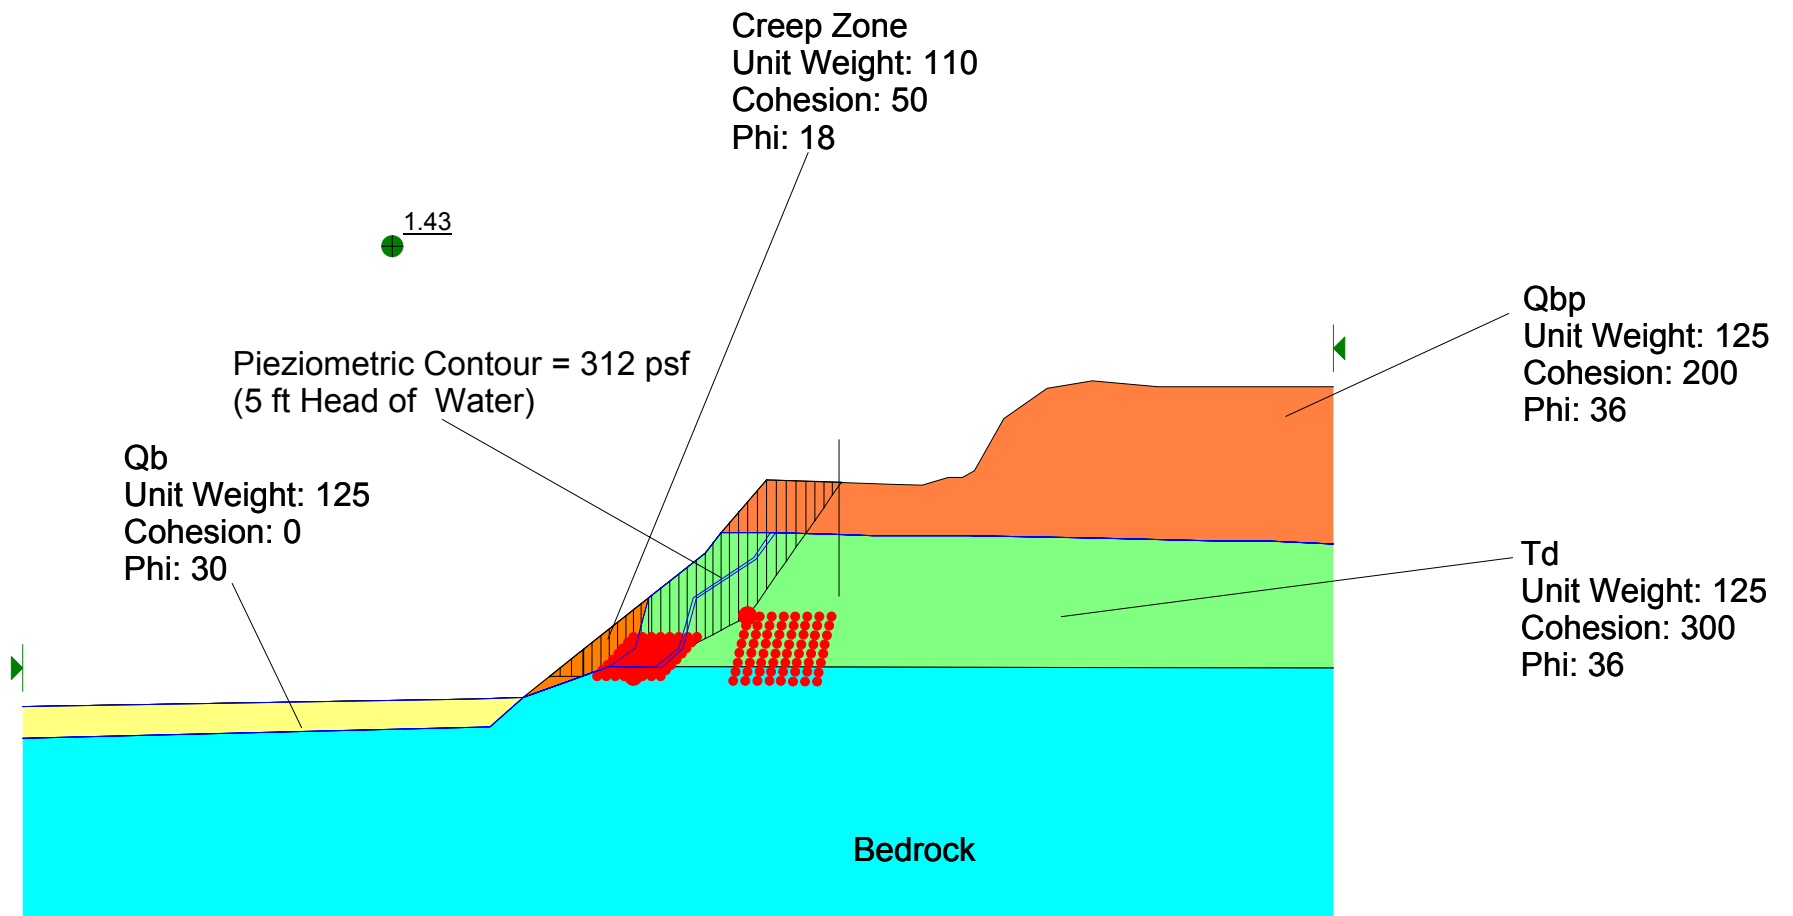 Creep Zone
Unit Weight: 110
Cohesion: 50
Phi: 18
1.43
Qbp
Unit Weight: 125
Cohesion: 200
Phi: 36
Pieziometric Contour = 312 psf
(5 ft Head of  Water)
Qb
Unit Weight: 125
Cohesion: 0
Phi: 30
Td
Unit Weight: 125
Cohesion: 300
Phi: 36
Bedrock